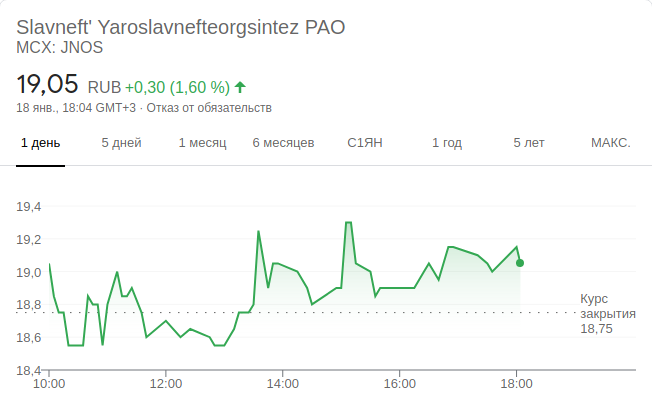 Slavneft' Yaroslavnefteorgsintez PAO
MCX: JNOS
19,05 RUB +0,30 (1,60 %)
18 янв., 18:04 GMT+3 · Отказ от обязательств
1 день 5 дней 1 месяц 6 месяцев С1ЯН 1 год 5 лет МАКС.
19,4
19,2
19,0
18,8
18,6
18,4
Курс
закрытия
18,75
10:00 12:00 14:00 16:00 18:00